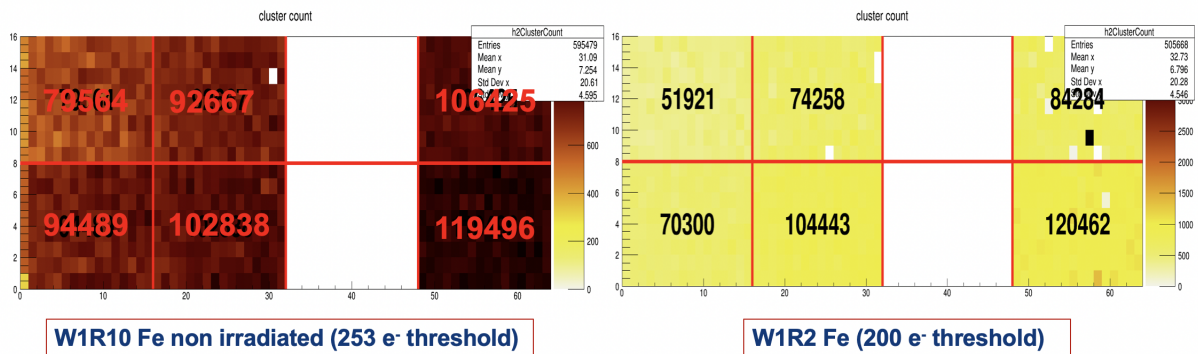 cluster count
h2ClusterCount
Entries 595479
Mean x 31.09
Mean y 7.254
Std Dev x 20.61
4.595
16
14
12
10
8
6
4
2
0
79564 92667 106425
94489 102838 119496
600
400
200
0
0 10 20 30 40 50 60
W1R10 Fe non irradiated (253 e- threshold)
cluster count
h2ClusterCount
Entries 505668
Mean x 32.73
Mean y 6.796
Std Dev x 20.28
4.546
16
14
12
10
8
6
4
2
0
51921 74258 84284
70300 104443 120462
3000
2500
2000
1500
1000
500
0
0 10 20 30 40 50 60
W1R2 Fe (200 e- threshold)